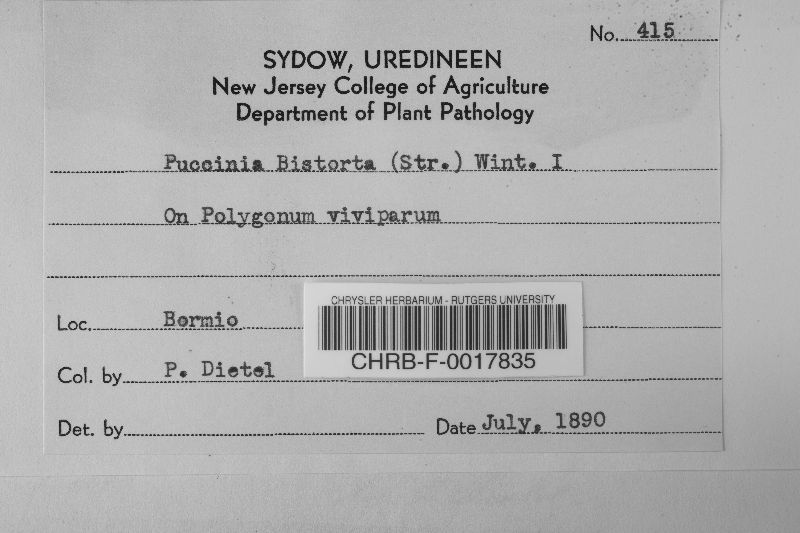 No. 415
SYDOW, UREDINEEN
New Jersey College of Agriculture
Department of Plant Pathology
Puccinia Bistorta (Str.) Wint. I
On Polygonum viviparum
CHRYSLER HERBARIUM - RUTGERS UNIVERSITY
Loc. Bormio
CHRB-F-0017835
Col. by P. Dietel
Det. by
Date July, 1890